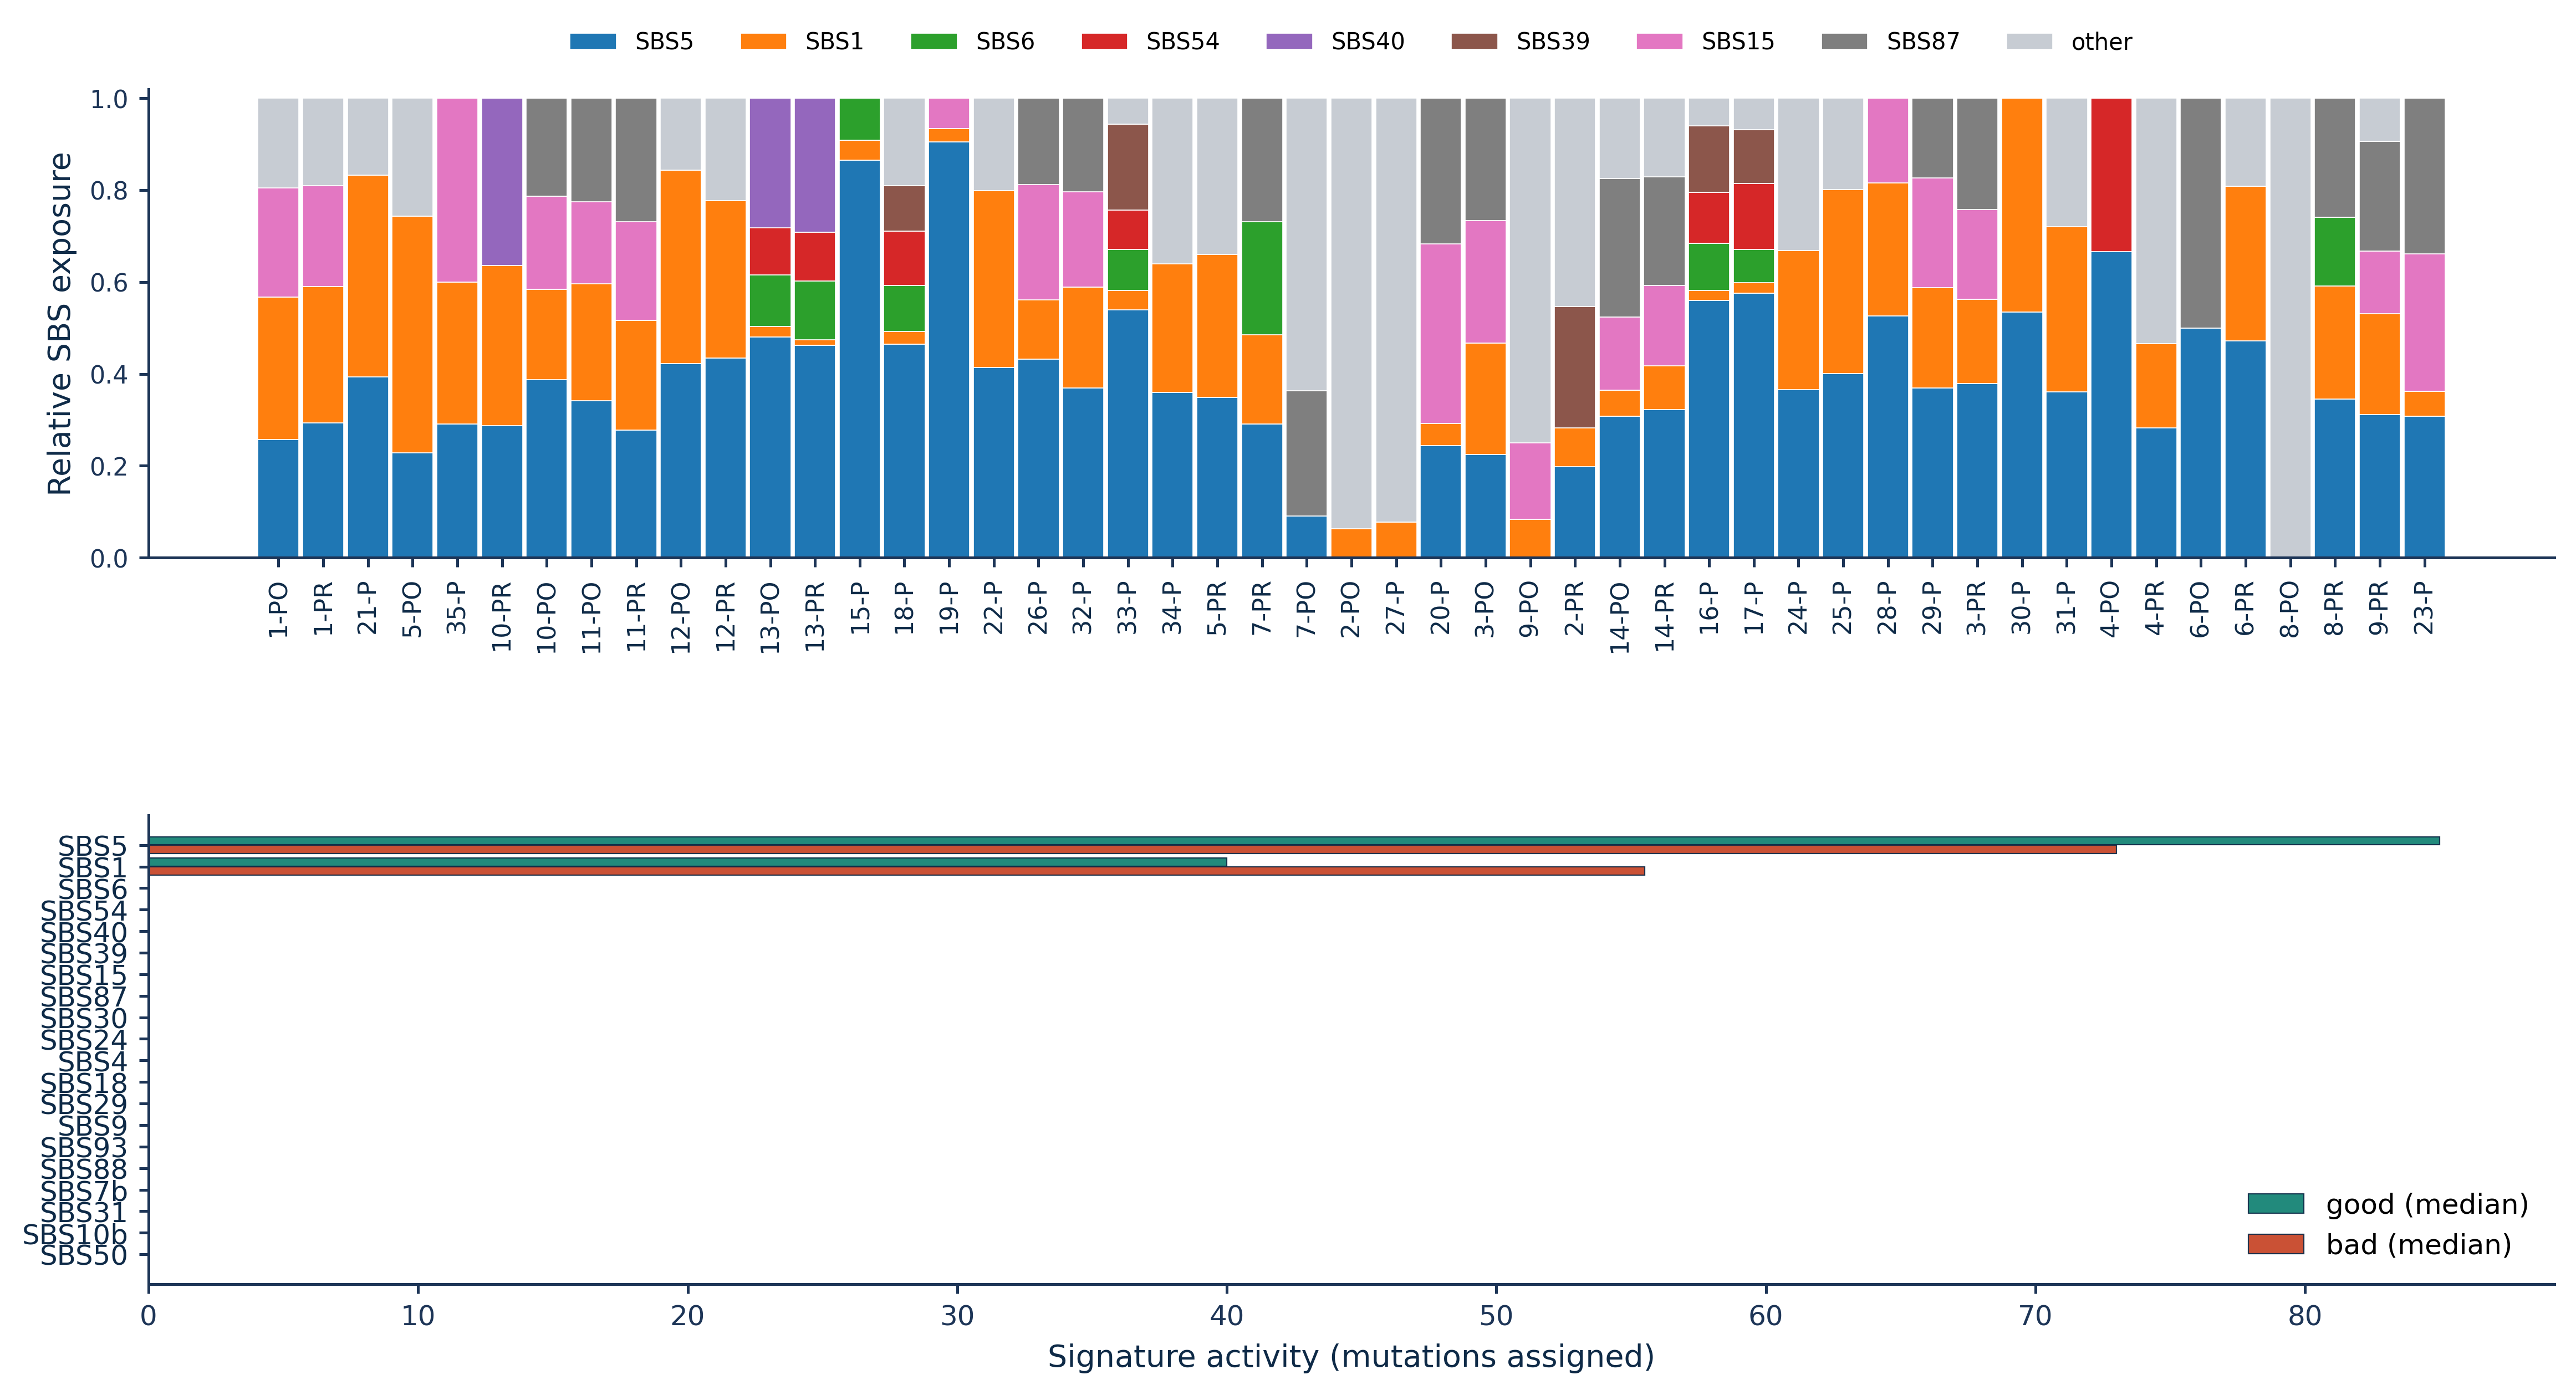 SBS5 SBS1 SBS6 SBS54 SBS40 SBS39 SBS15 SBS87 other
Relative SBS exposure
1.0
0.8
0.6
0.4
0.2
0.0
1-PO 1-PR 21-P 5-PO 35-P 10-PR 10-PO 11-PO 11-PR 12-PO 12-PR 13-PO 13-PR 15-P 18-P 19-P 22-P 26-P 32-P 33-P 34-P 5-PR 7-PR 7-PO 2-PO 27-P 20-P 3-PO 9-PO 2-PR 14-PO 14-PR 16-P 17-P 24-P 25-P 28-P 29-P 3-PR 30-P 31-P 4-PO 4-PR 6-PO 6-PR 8-PO 8-PR 9-PR 23-P
SBS5
SBS1
SBS6
SBS54
SBS40
SBS39
SBS15
SBS87
SBS30
SBS24
SBS4
SBS18
SBS29
SBS9
SBS93
SBS88
SBS7b
SBS31
SBS10b
SBS50
good (median)
bad (median)
0 10 20 30 40 50 60 70 80
Signature activity (mutations assigned)